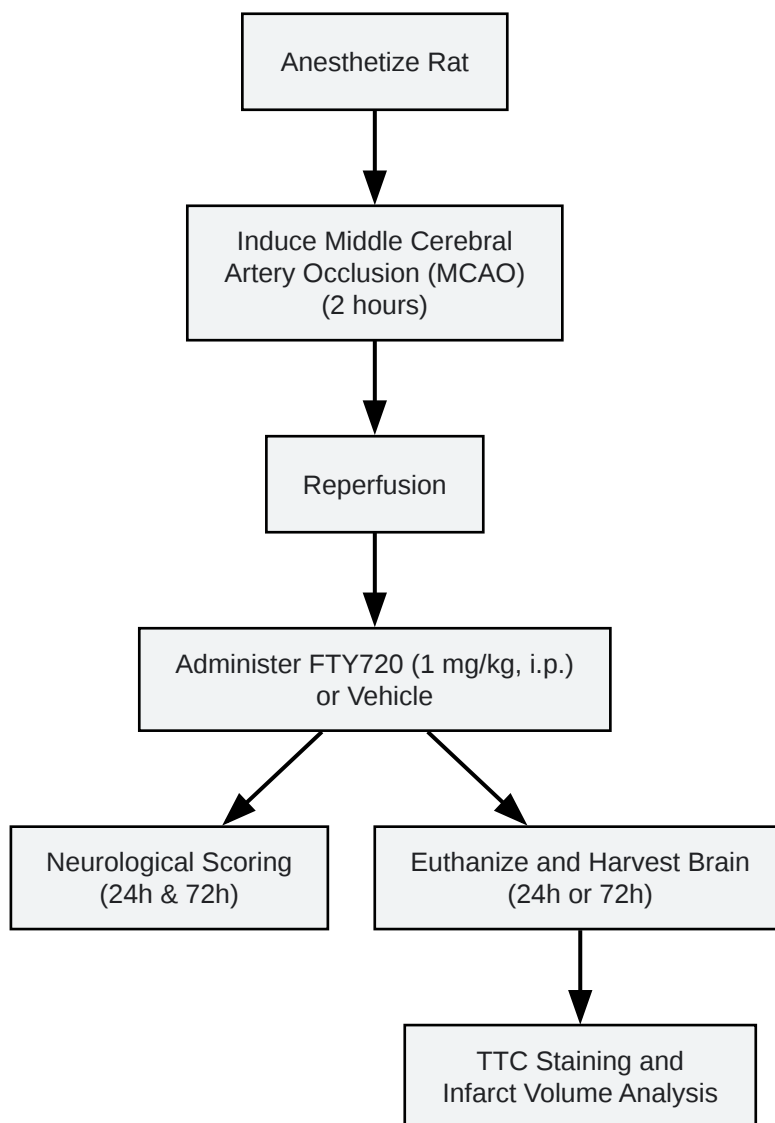 Anesthetize Rat
Induce Middle Cerebral
Artery Occlusion (MCAO)
(2 hours)
Reperfusion
Administer FTY720 (1 mg/kg, i.p.)
or Vehicle
Neurological Scoring
(24h & 72h)
Euthanize and Harvest Brain
(24h or 72h)
TTC Staining and
Infarct Volume Analysis